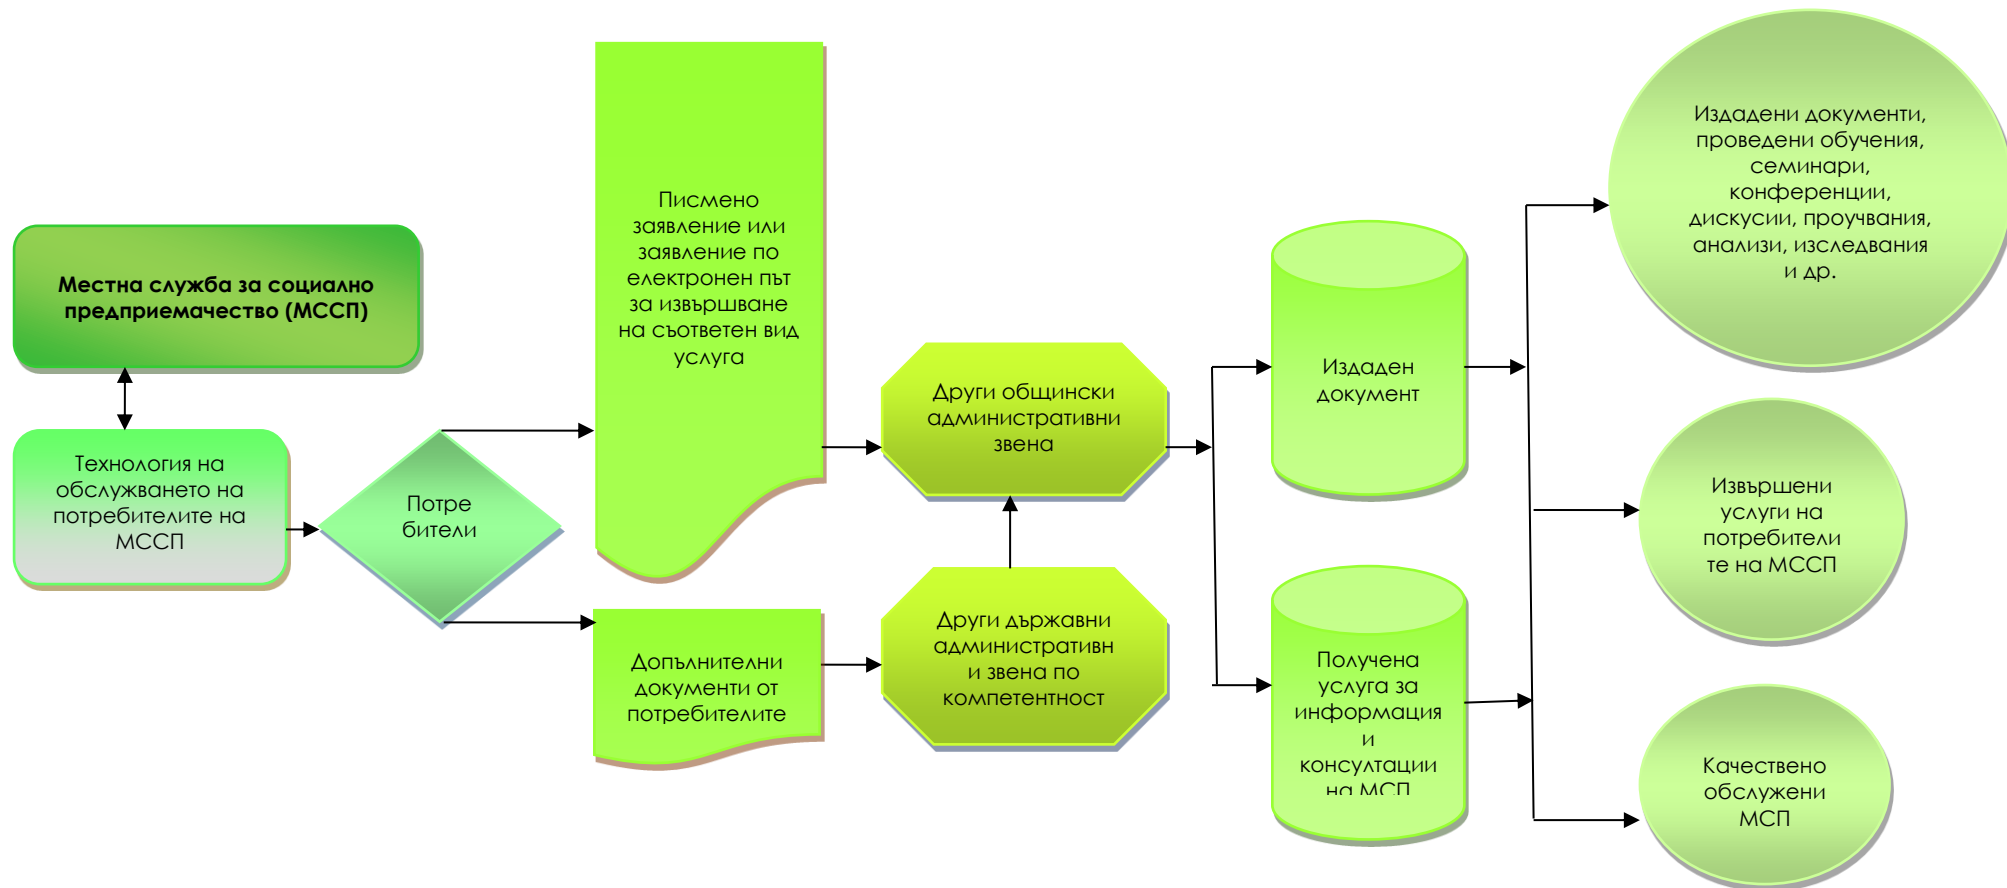 Местна служба за социално
предприемачество (МССП)
Технология на
обслужването на
потребителите на
МССП
Потре
бители
Писмено
заявление или
заявление по
електронен път
за извършване
на съответен вид
услуга
Допълнителни
документи от
потребителите
Други общински
административни
звена
Други държавни
административн
и звена по
компетентност
Издаден
документ
Получена
услуга за
информация
и
консултации
на МСП
Издадени документи,
проведени обучения,
семинари,
конференции,
дискусии, проучвания,
анализи, изследвания
и др.
Извършени
услуги на
потребители
те на МССП
Качествено
обслужени
МСП